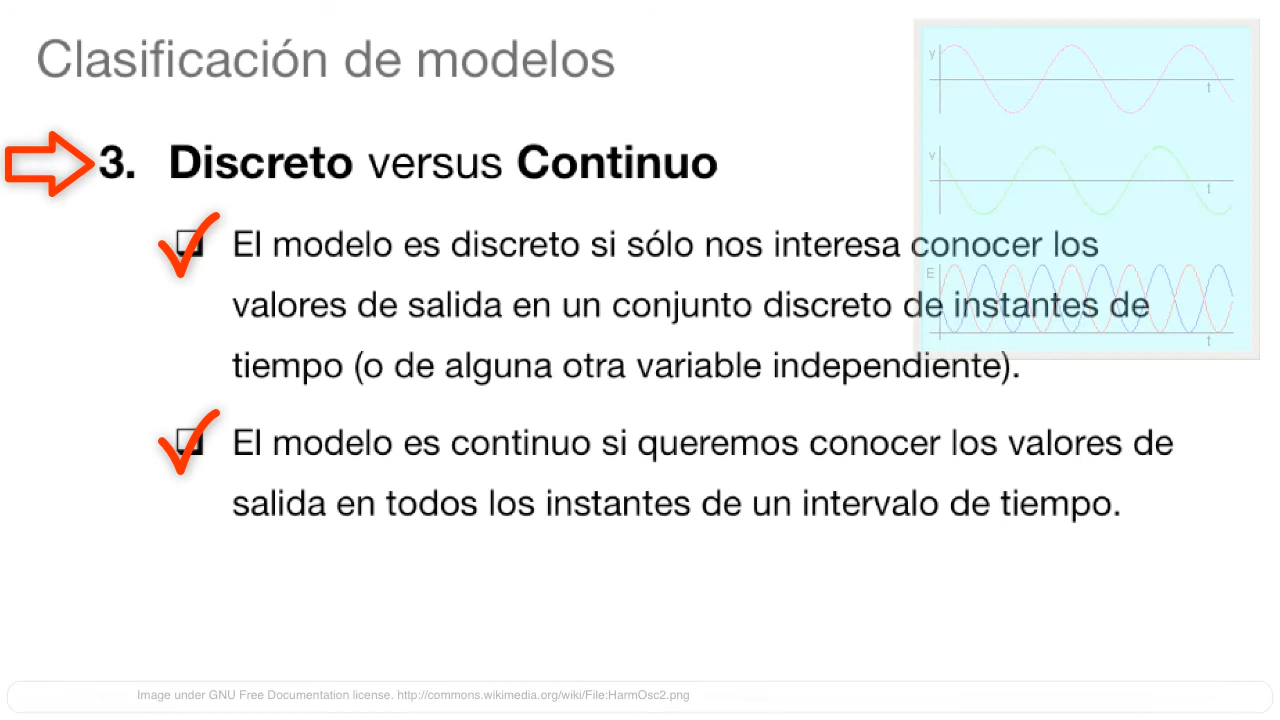 Clasificación de modelos
3. Discreto versus Continuo
El modelo es discreto si sólo nos interesa conocer los
valores de salida en un conjunto discreto de instantes de
tiempo (o de alguna otra variable independiente).
El modelo es continuo si queremos conocer los valores de
salida en todos los instantes de un intervalo de tiempo.
y
t
v
t
E
t
Image under GNU Free Documentation license. http://commons.wikimedia.org/wiki/File:HarmOsc2.png